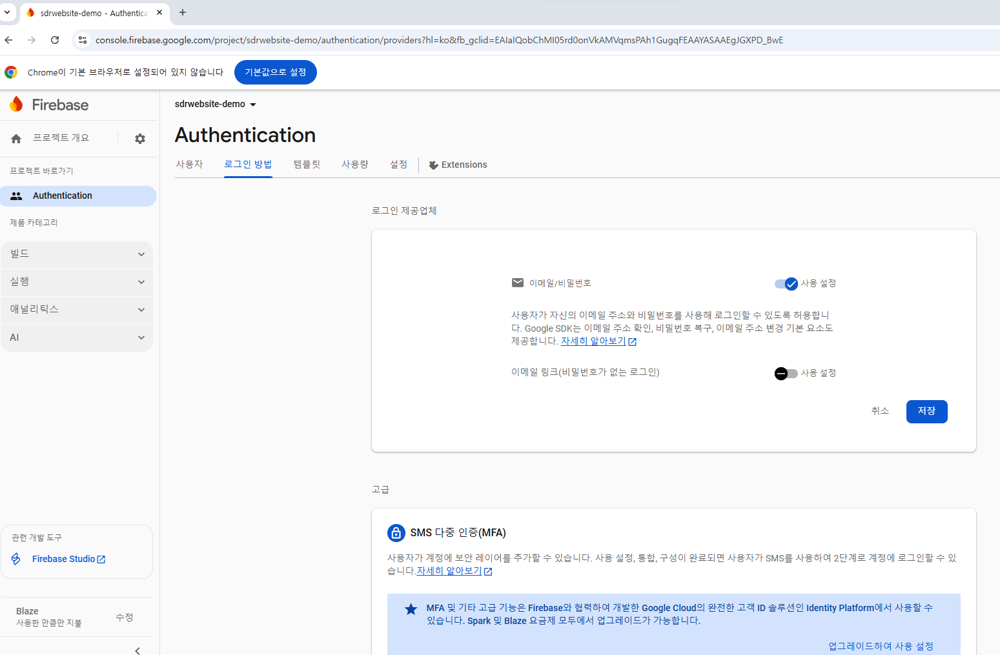 sdrwebsite-demo - Authentica
console.firebase.google.com/project/sdrwebsite-demo/authentication/providers?hl=ko&fb_gclid=EAIaIQobChMI05rd0onVkAMVqmsPAh1GugqFEAAYASAAEgJGXPD_BwE
Chrome이 기본 브라우저로 설정되어 있지 않습니다
기본값으로 설정
Firebase
프로젝트 개요
프로젝트 바로가기
Authentication
제품 카테고리
빌드
실행
애널리틱스
AI
관련 개발 도구
Firebase Studio
Blaze
사용한 만큼만 지불
수정
sdrwebsite-demo
Authentication
사용자
로그인 방법
템플릿
사용량
설정
Extensions
로그인 제공업체
이메일/비밀번호
사용 설정
사용자가 자신의 이메일 주소와 비밀번호를 사용해 로그인할 수 있도록 허용합니
다. Google SDK는 이메일 주소 확인, 비밀번호 복구, 이메일 주소 변경 기본 요소도
제공합니다. 자세히 알아보기
이메일 링크(비밀번호가 없는 로그인)
사용 설정
취소
저장
고급
SMS 다중 인증(MFA)
사용자가 계정에 보안 레이어를 추가할 수 있습니다. 사용 설정, 통합, 구성이 완료되면 사용자가 SMS를 사용하여 2단계로 계정에 로그인할 수 있
습니다.자세히 알아보기
MFA 및 기타 고급 기능은 Firebase와 협력하여 개발한 Google Cloud의 완전한 고객 ID 솔루션인 Identity Platform에서 사용할 수
있습니다. Spark 및 Blaze 요금제 모두에서 업그레이드가 가능합니다.
업그레이드하여 사용 설정